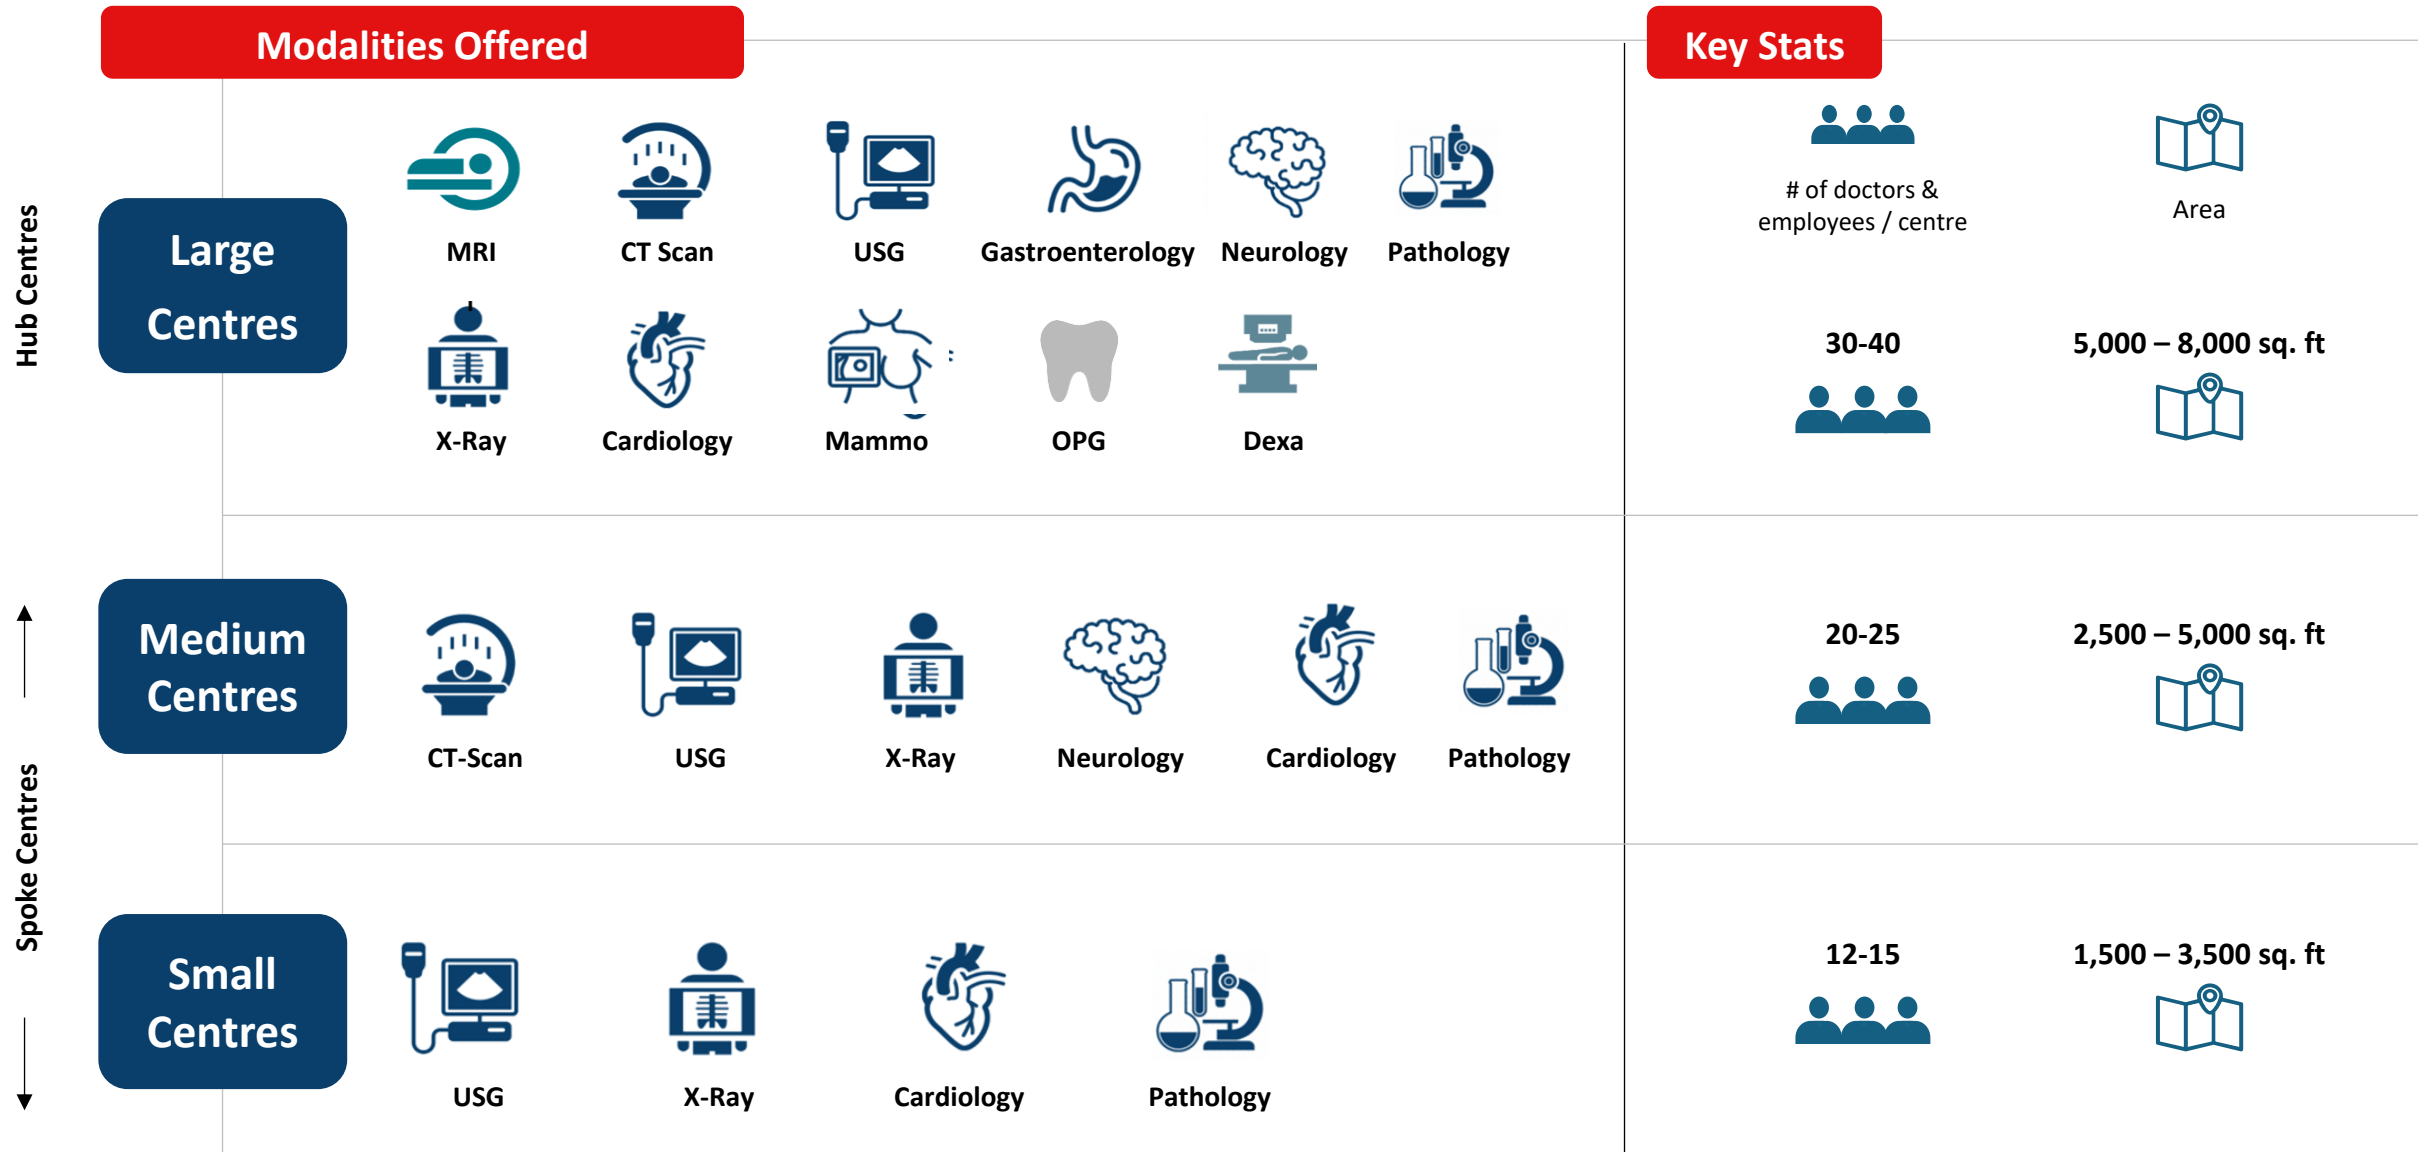 Modalities Offered
Key Stats
Hub Centres
Large
Centres
MRI
CT Scan
USG
Gastroenterology
Neurology
Pathology
# of doctors &
employees / centre
Area
X-Ray
Cardiology
Mammo
OPG
Dexa
30-40
5,000 – 8,000 sq. ft
Spoke Centres
Medium
Centres
CT-Scan
USG
X-Ray
Neurology
Cardiology
Pathology
20-25
2,500 – 5,000 sq. ft
Small
Centres
USG
X-Ray
Cardiology
Pathology
12-15
1,500 – 3,500 sq. ft